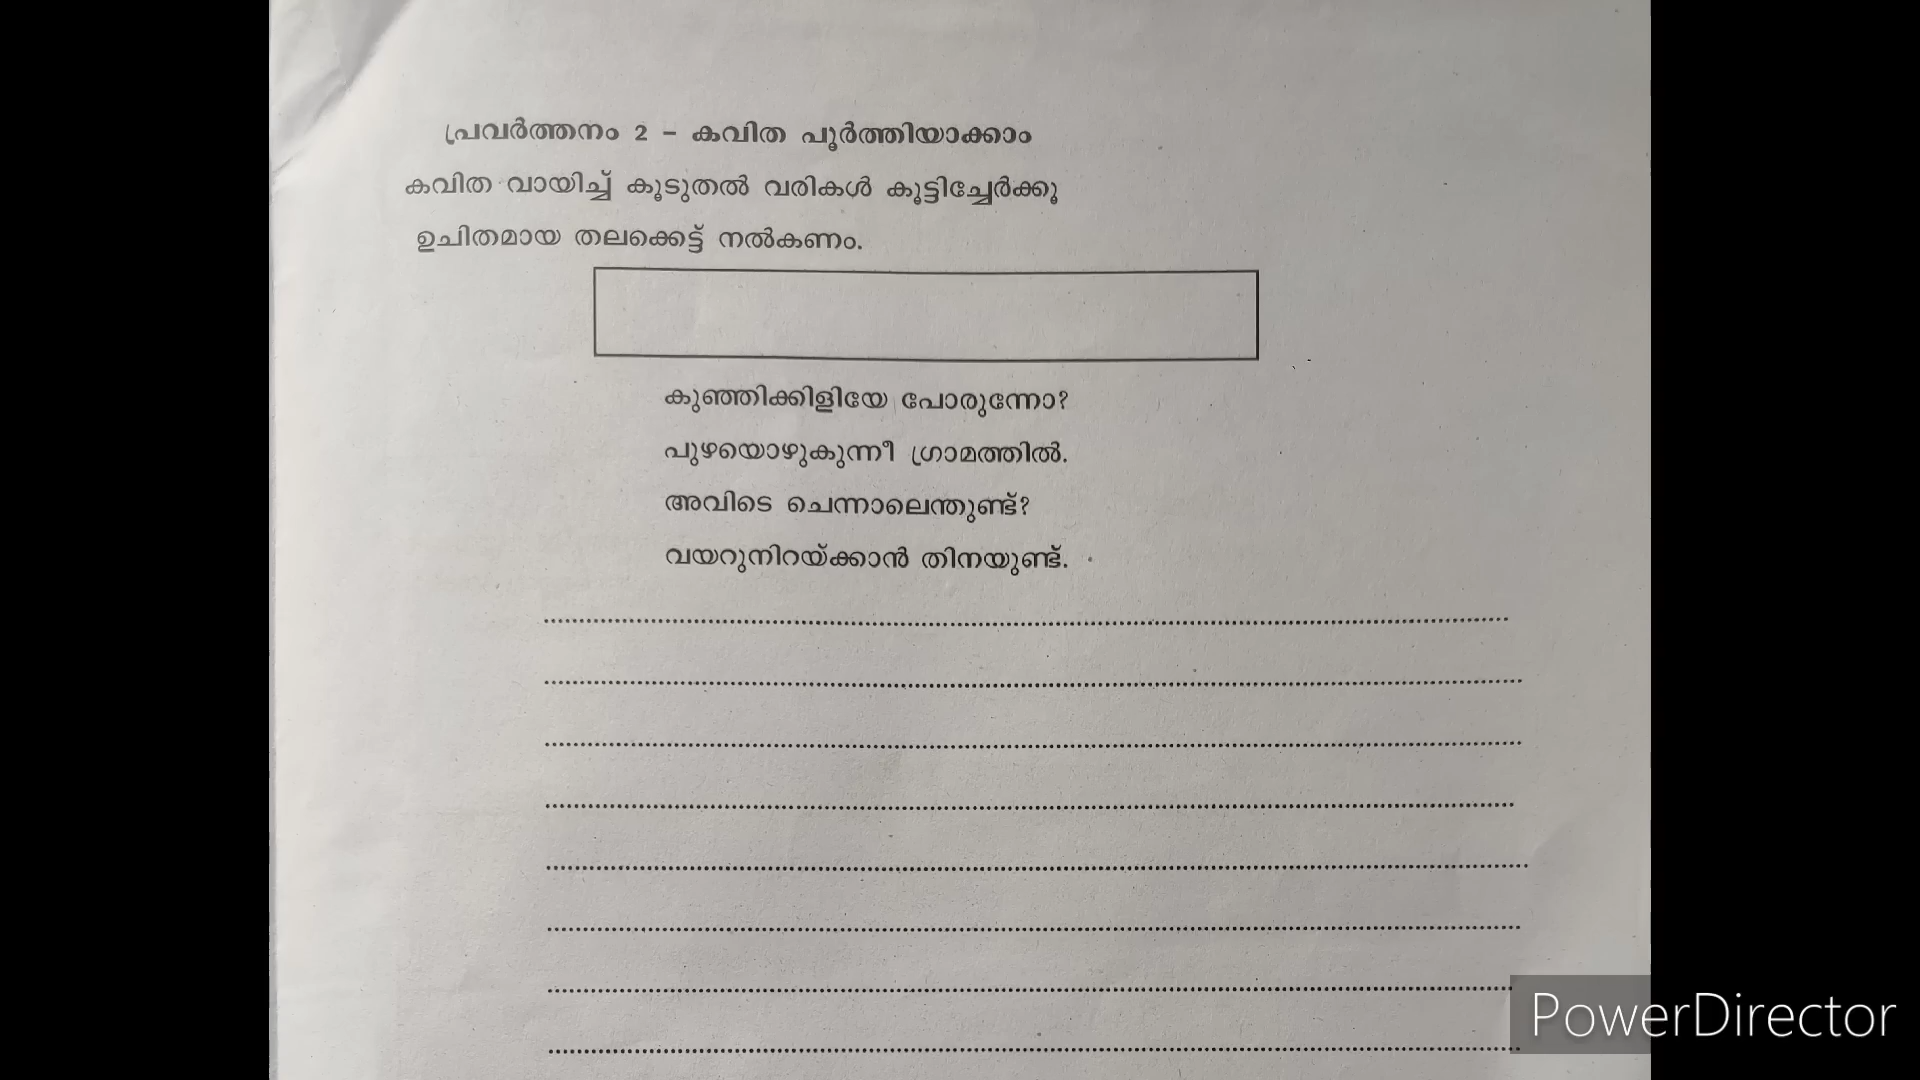 പ്രവർത്തനം 2 – കവിത പൂർത്തിയാക്കാം
കവിത വായിച്ച് കൂടുതൽ വരികൾ കൂട്ടിച്ചേർക്കൂ
ഉചിതമായ തലക്കെട്ട് നൽകണം.
കുഞ്ഞിക്കിളിയേ പോരുന്നോ?
പുഴയൊഴുകുന്നീ ഗ്രാമത്തിൽ.
അവിടെ ചെന്നാലെന്തുണ്ട്?
വയറുനിറയ്ക്കാൻ തിനയുണ്ട്.
PowerDirector